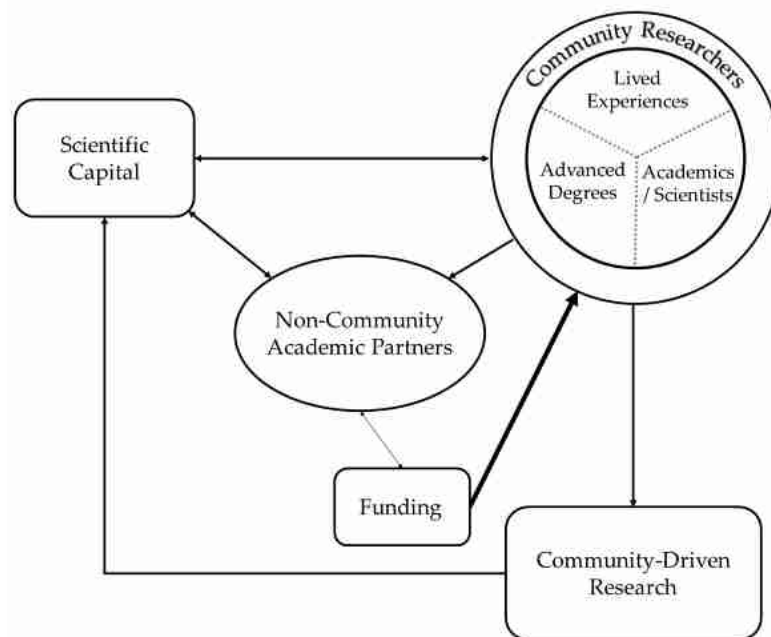 Community Researchers
Lived
Experiences
Scientific
Capital
Advanced
Degrees
Academics
/ Scientists
Non-Community
Academic Partners
Funding
Community-Driven
Research